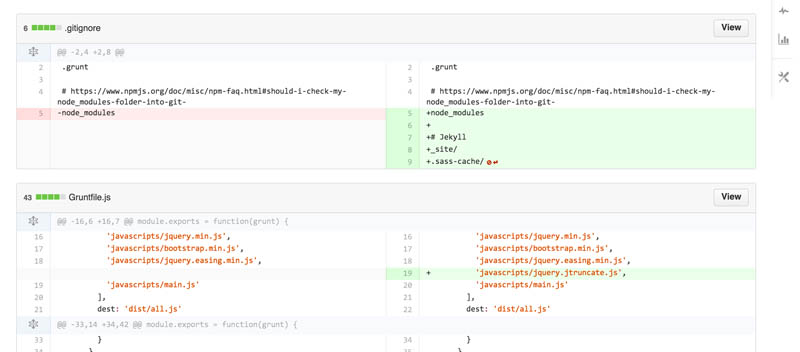 6 .gitignore View
@@ -2,4 +2,8 @@
2 .grunt 2 .grunt
3 3
4 # https://www.npmjs.org/doc/misc/npm-faq.html#should-i-check-my- 4 # https://www.npmjs.org/doc/misc/npm-faq.html#should-i-check-my-
node_modules-folder-into-git- node_modules-folder-into-git-
5 -node_modules 5 +node_modules
6 +
7 +# Jekyll
8 +_site/
9 +.sass-cache/
43 Gruntfile.js View
@@ -16,6 +16,7 @@ module.exports = function(grunt) {
16 'javascripts/jquery.min.js', 16 'javascripts/jquery.min.js',
17 'javascripts/bootstrap.min.js', 17 'javascripts/bootstrap.min.js',
18 'javascripts/jquery.easing.min.js', 18 'javascripts/jquery.easing.min.js',
19 + 'javascripts/jquery.jtruncate.js',
19 'javascripts/main.js' 20 'javascripts/main.js'
20 ], 21 ],
21 dest: 'dist/all.js' 22 dest: 'dist/all.js'
@@ -33,14 +34,42 @@ module.exports = function(grunt) {
33 } 34 }
34 } 35 }